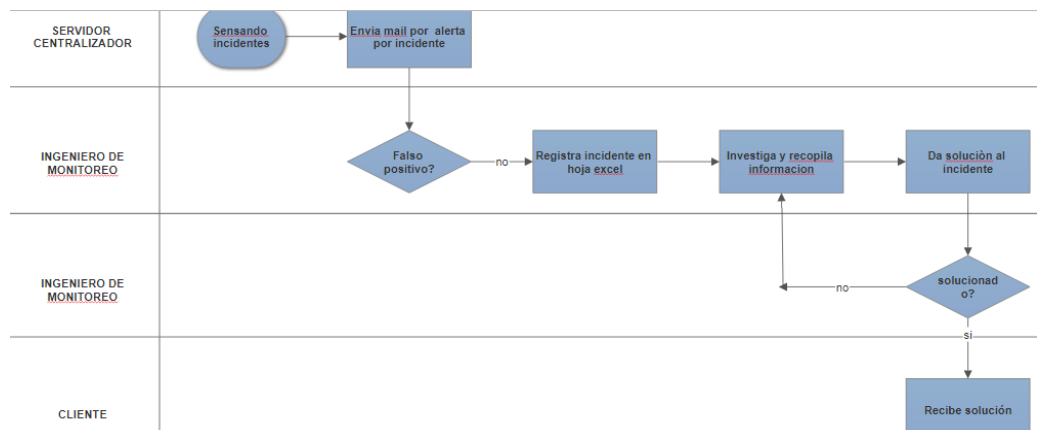 SERVIDOR
CENTRALIZADOR
Sensando
incidentes
Envia mail por alerta
por incidente
INGENIERO DE
MONITOREO
Falso
positivo?
no
Registra incidente en
hoja excel
Investiga y recopila
informacion
Da soluciòn al
incidente
INGENIERO DE
MONITOREO
no
solucionad
o?
si
CLIENTE
Recibe solución